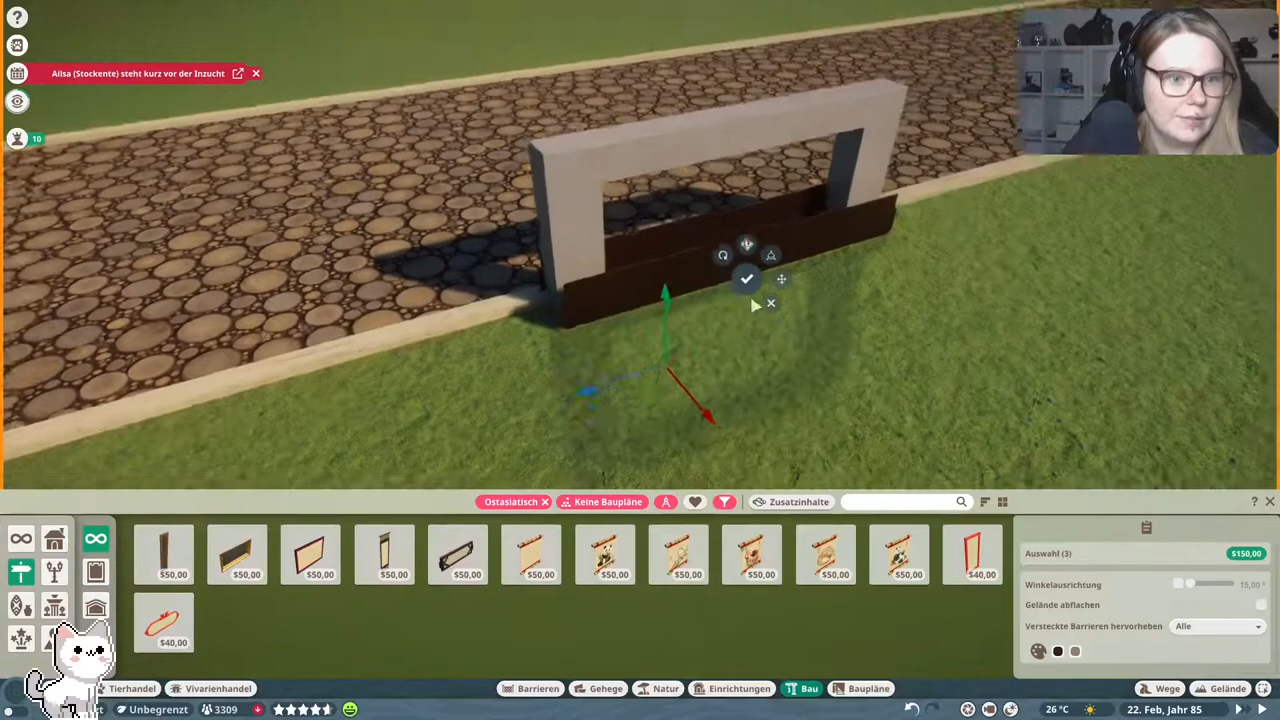 ?
Ailsa (Stockente) steht kurz vor der Inzucht
10
Ostasiatisch
Keine Baupläne
Zusatzinhalte
?
$50,00
$50,00
$50,00
$50,00
$50,00
$50,00
$50,00
$50,00
$50,00
$50,00
$50,00
$40,00
$40,00
Auswahl (3)
$150,00
Winkelausrichtung
15,00°
Gelände abflachen
Versteckte Barrieren hervorheben
Alle
Tierhandel
Vivarienhandel
Barrieren
Gehege
Natur
Einrichtungen
Bau
Baupläne
Wege
Gelände
Unbegrenzt
3309
26 °C
22. Feb, Jahr 85